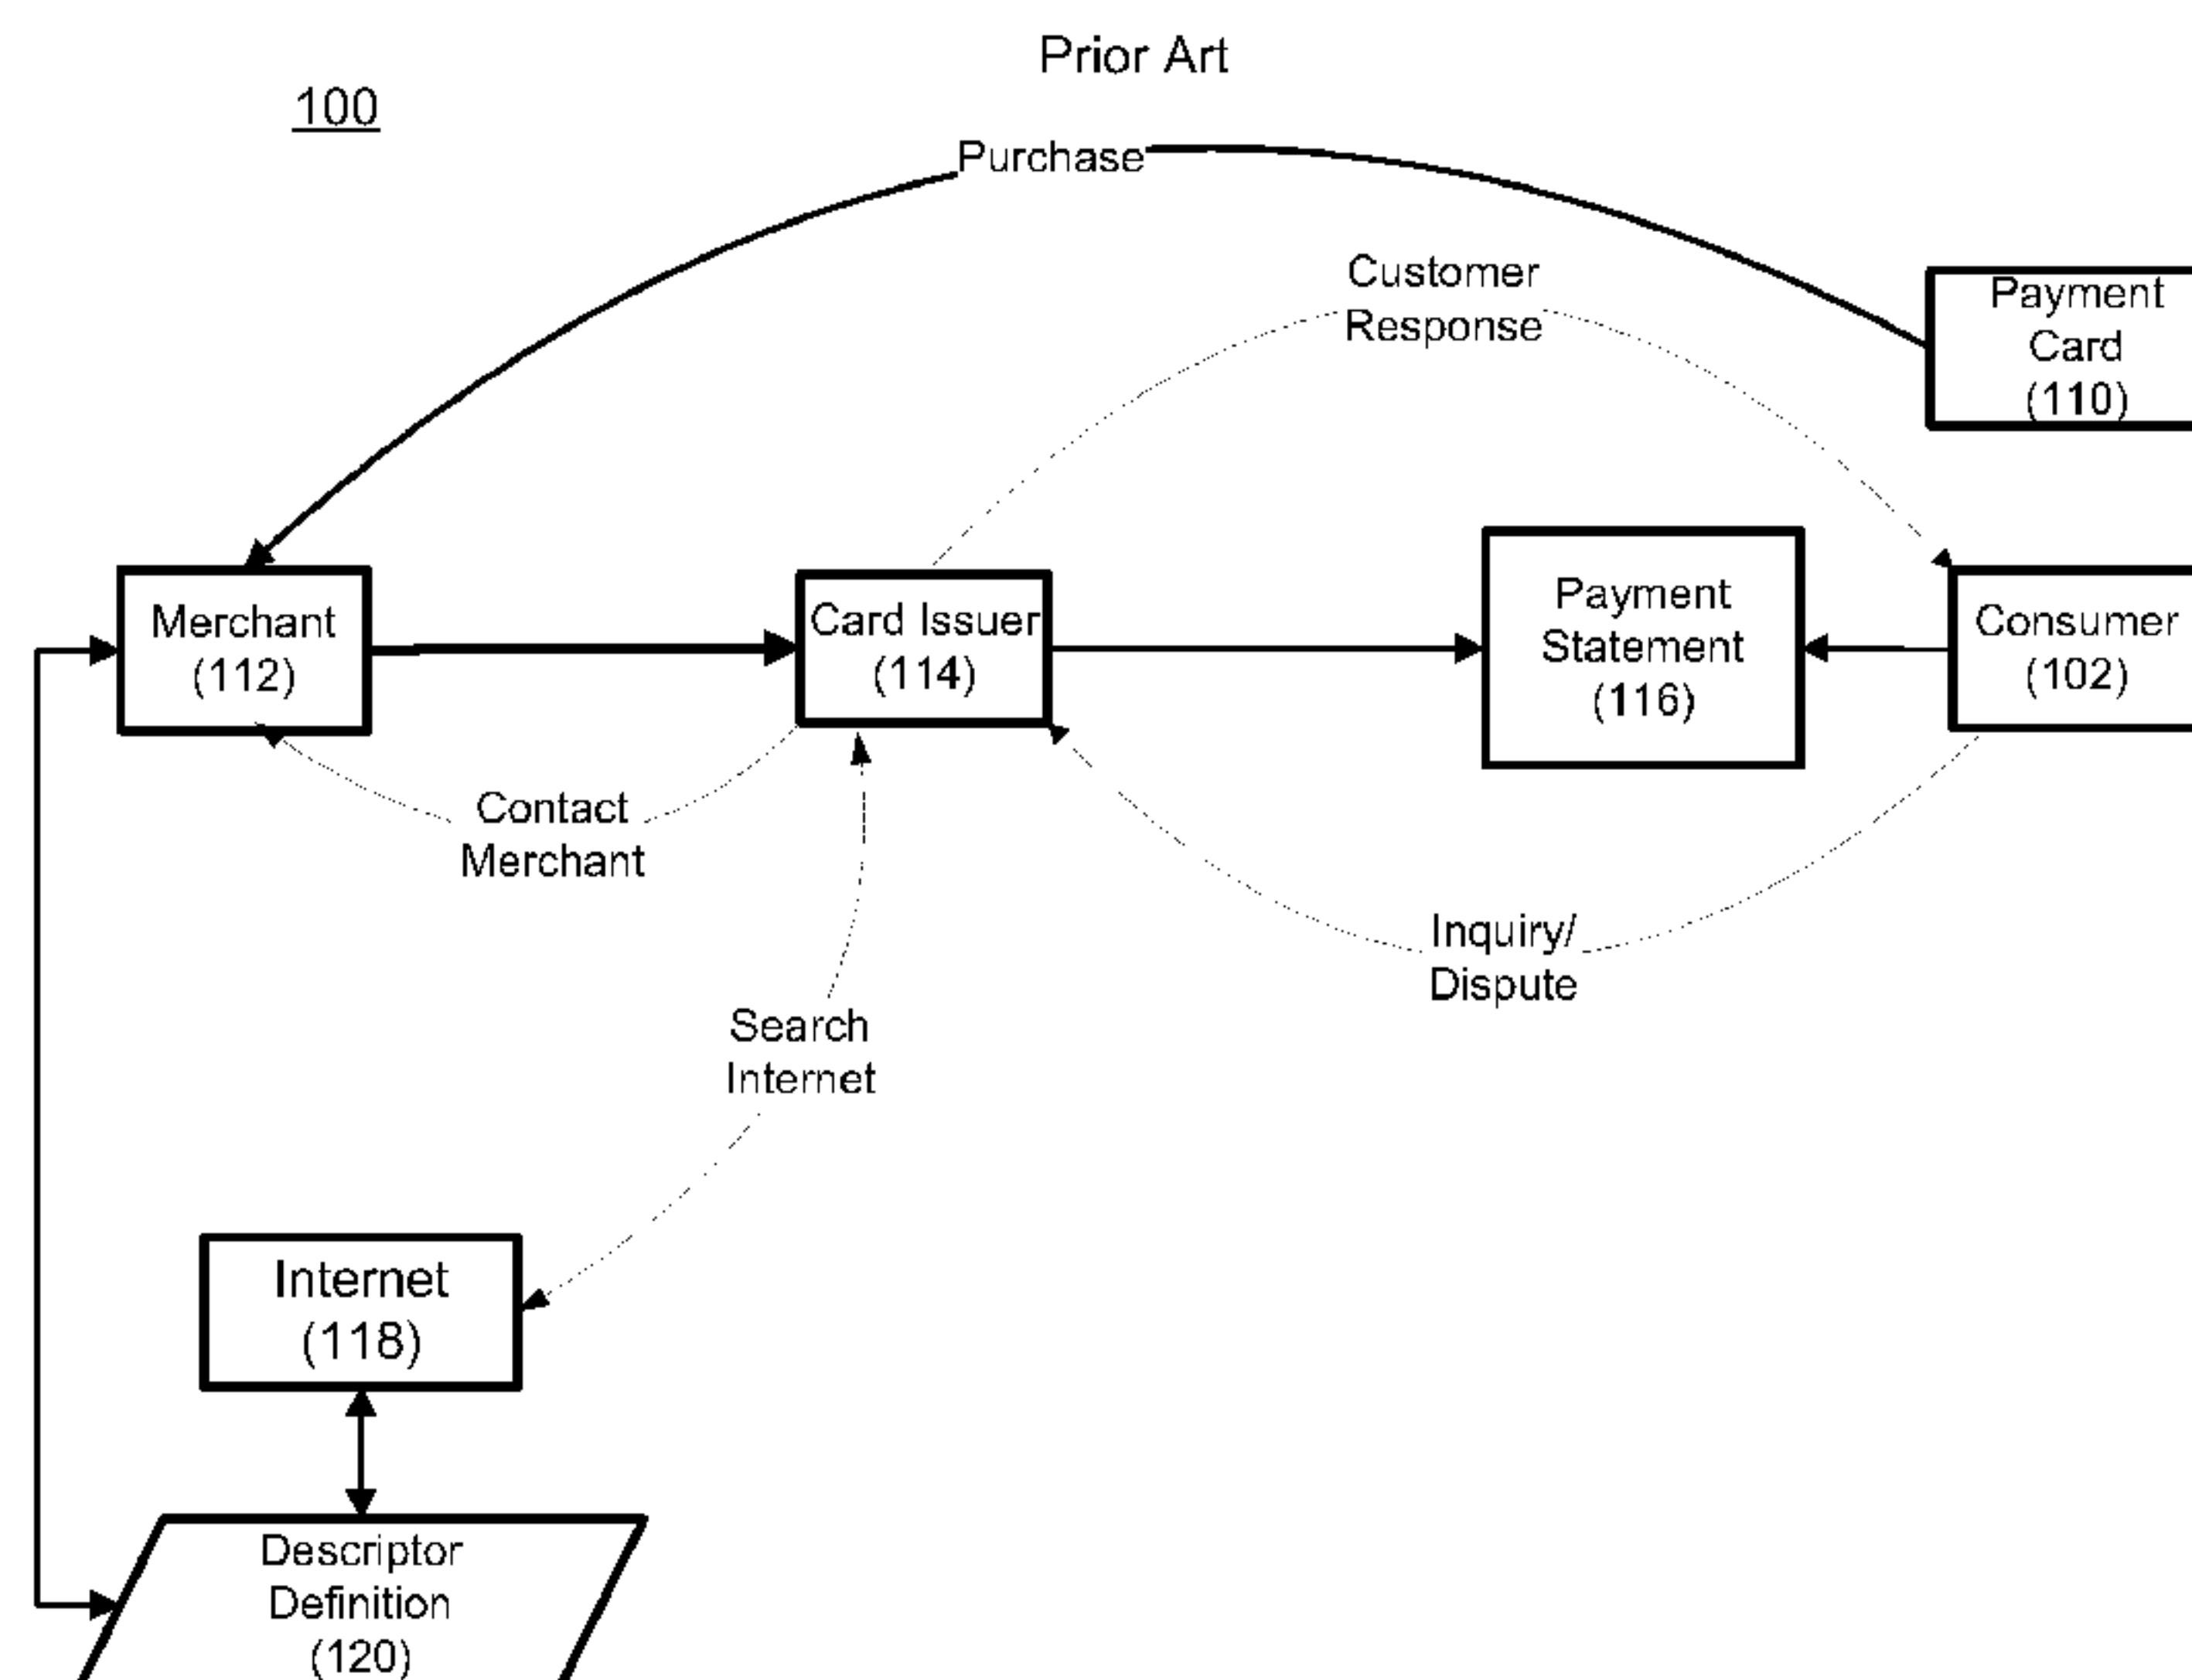 Prior Art
100
Purchase
Customer
Response
Payment
Card
(110)
Merchant
(112)
Card Issuer
(114)
Payment
Statement
(116)
Consumer
(102)
Contact
Merchant
Inquiry/
Dispute
Search
Internet
Internet
(118)
Descriptor
Definition
(120)